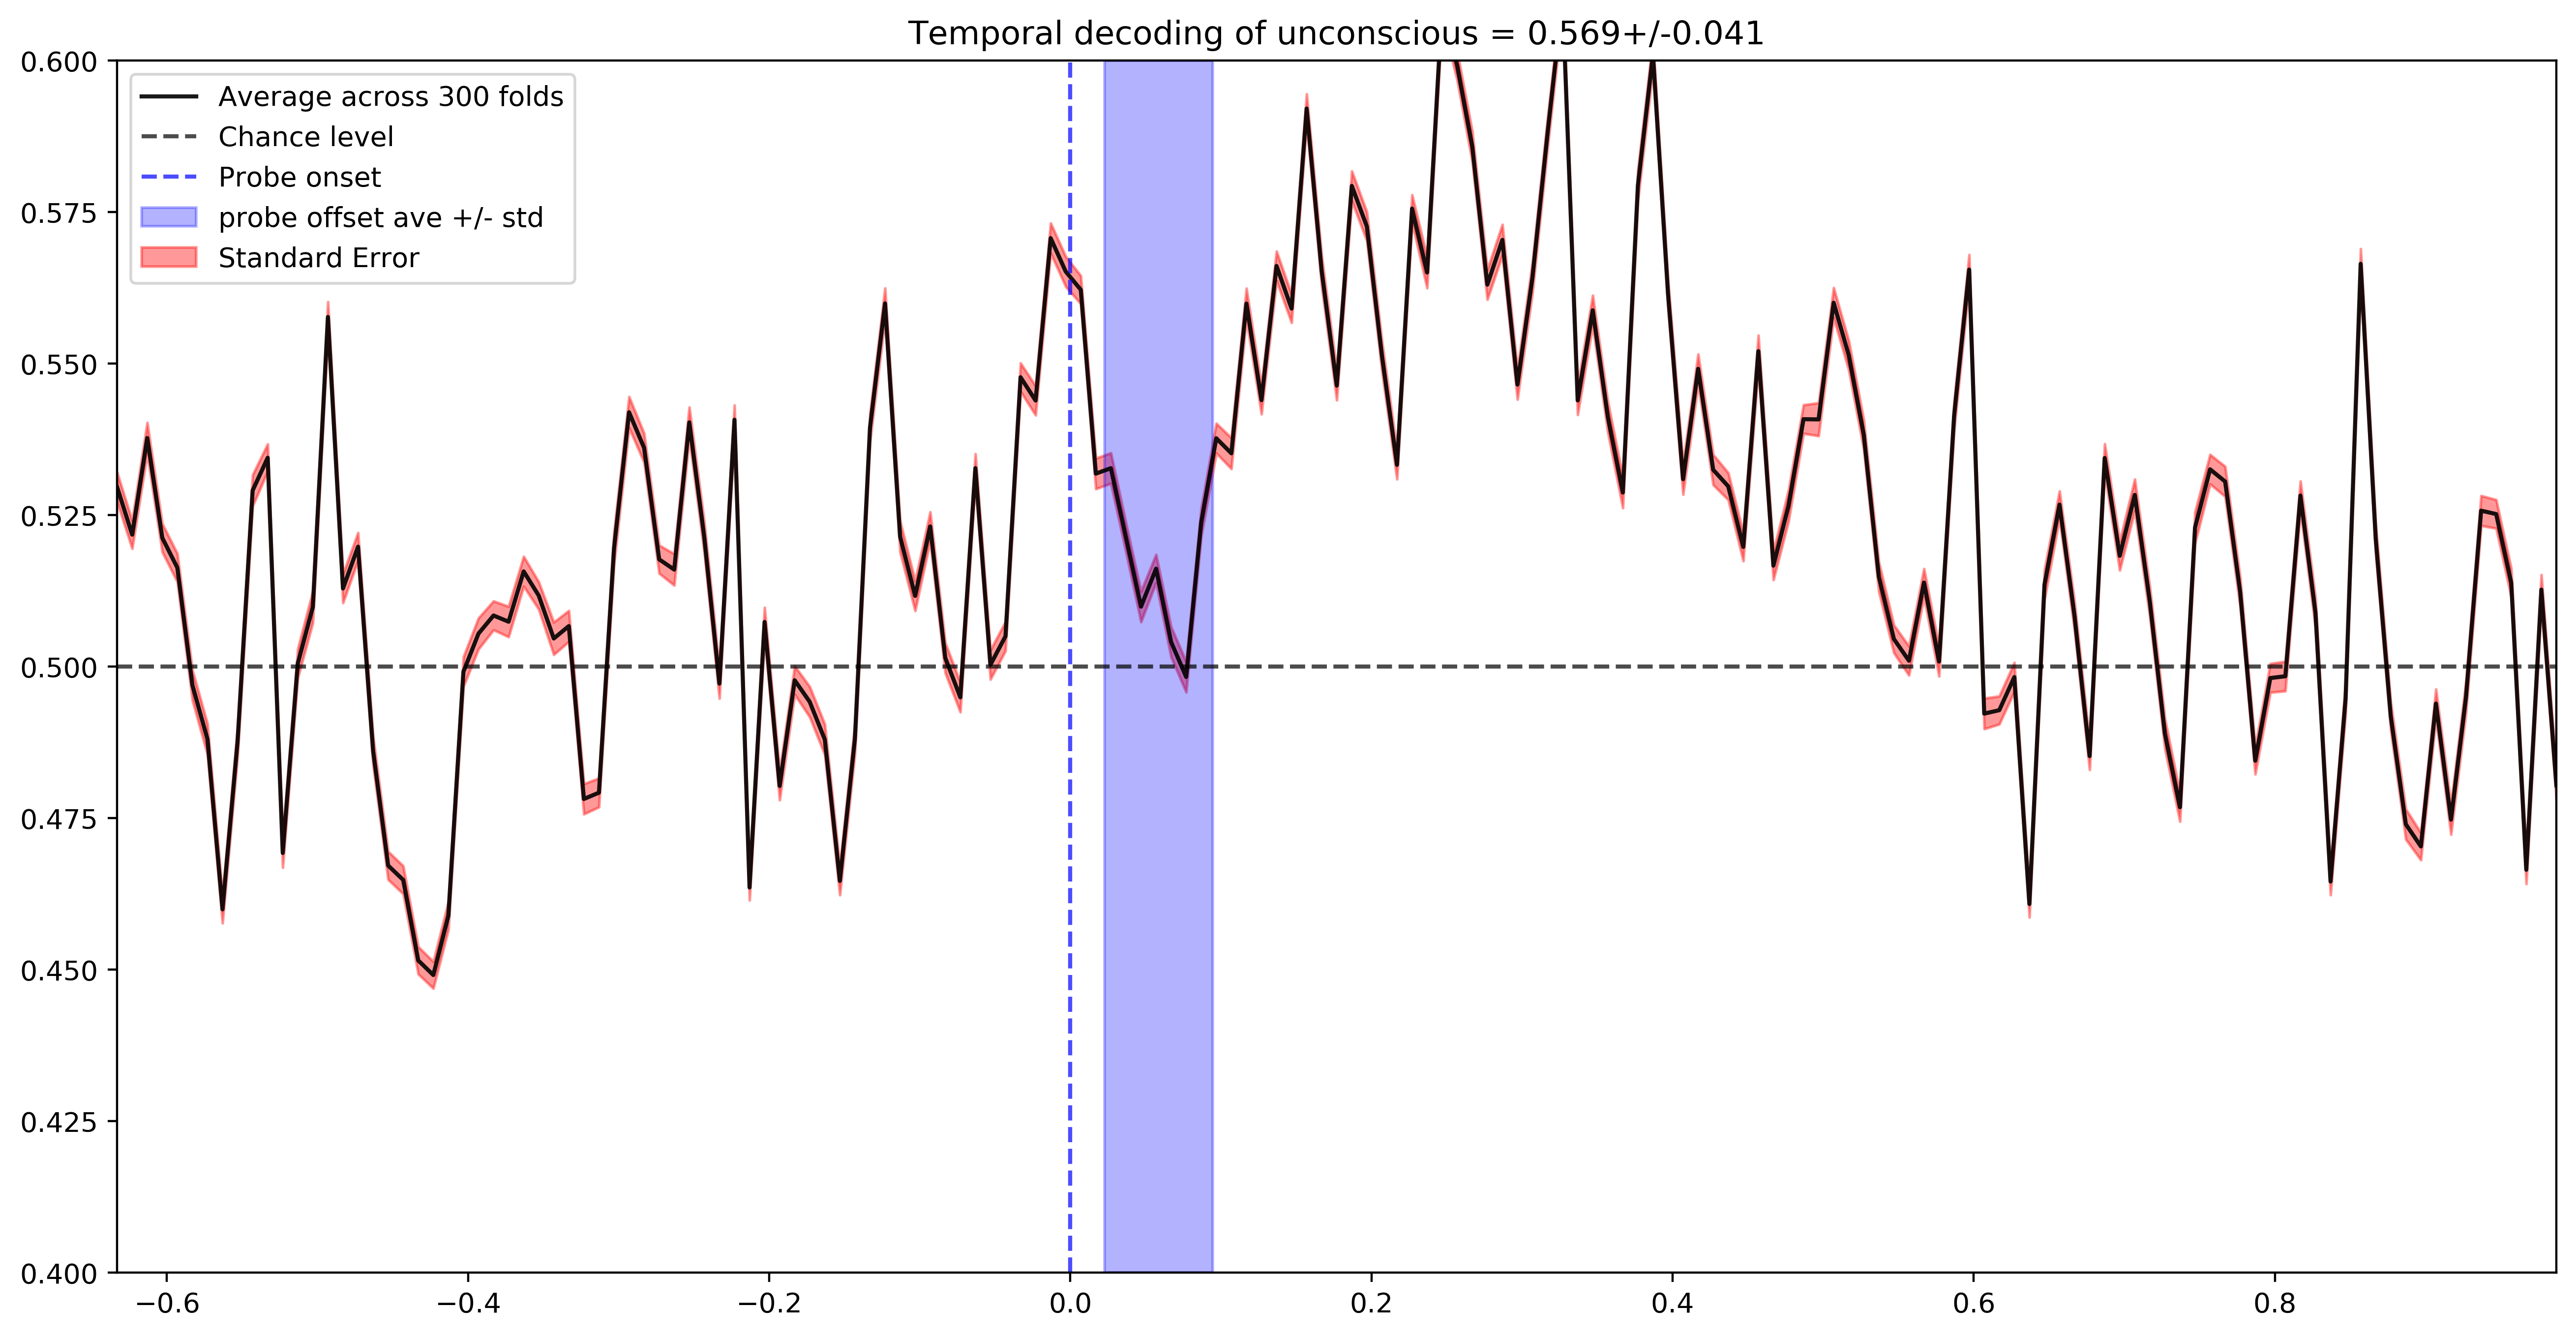 Temporal decoding of unconscious = 0.569+/-0.041
0.600
0.575
0.550
0.525
0.500
0.475
0.450
0.425
0.400
Average across 300 folds
Chance level
Probe onset
probe offset ave +/- std
Standard Error
−0.6 −0.4 −0.2 0.0 0.2 0.4 0.6 0.8